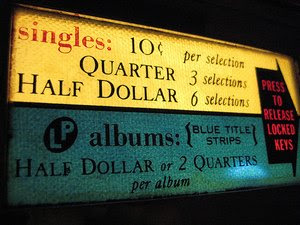 singles: 10¢ per selection
QUARTER 3 selections
HALF DOLLAR 6 selections
PRESS
TO
RELEASE
LOCKED
KEYS
LP albums: {BLUE TITLE
STRIPS}
HALF DOLLAR or 2 QUARTERS
per album